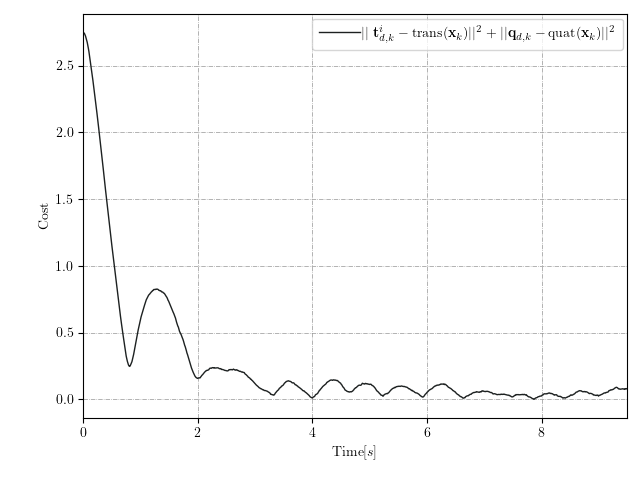 || t^i_{d,k} − trans(x_k)||² + ||q_{d,k} − quat(x_k)||²
2.5
2.0
1.5
1.0
0.5
0.0
Cost
0 2 4 6 8
Time[s]